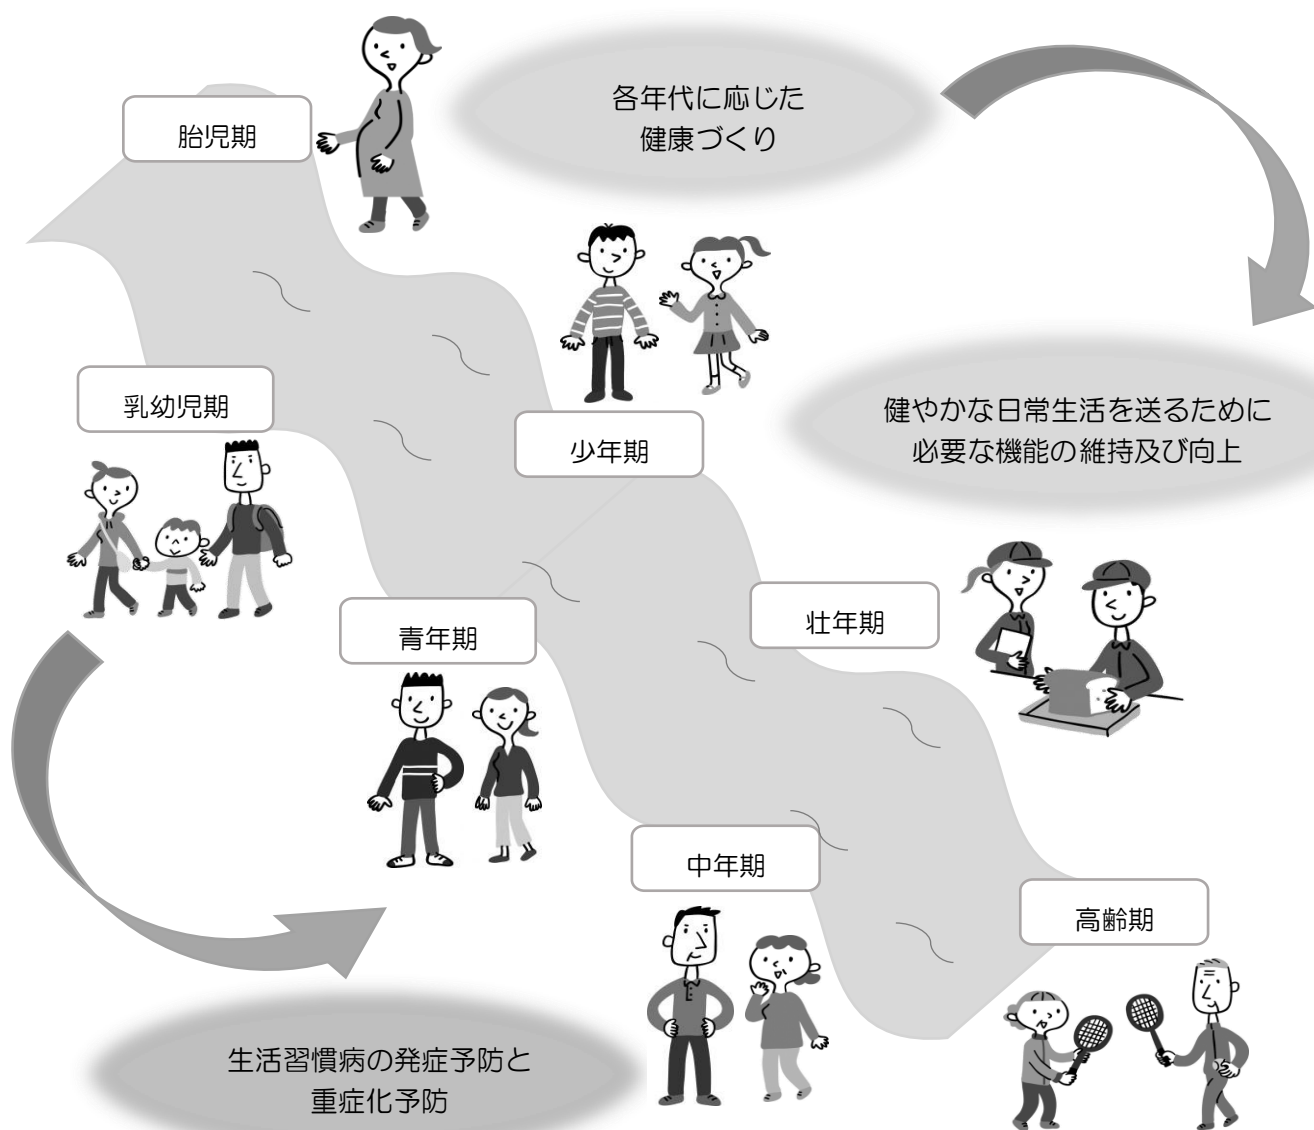 各年代に応じた
健康づくり
胎児期
乳幼児期
少年期
健やかな日常生活を送るために
必要な機能の維持及び向上
青年期
壮年期
中年期
高齢期
生活習慣病の発症予防と
重症化予防